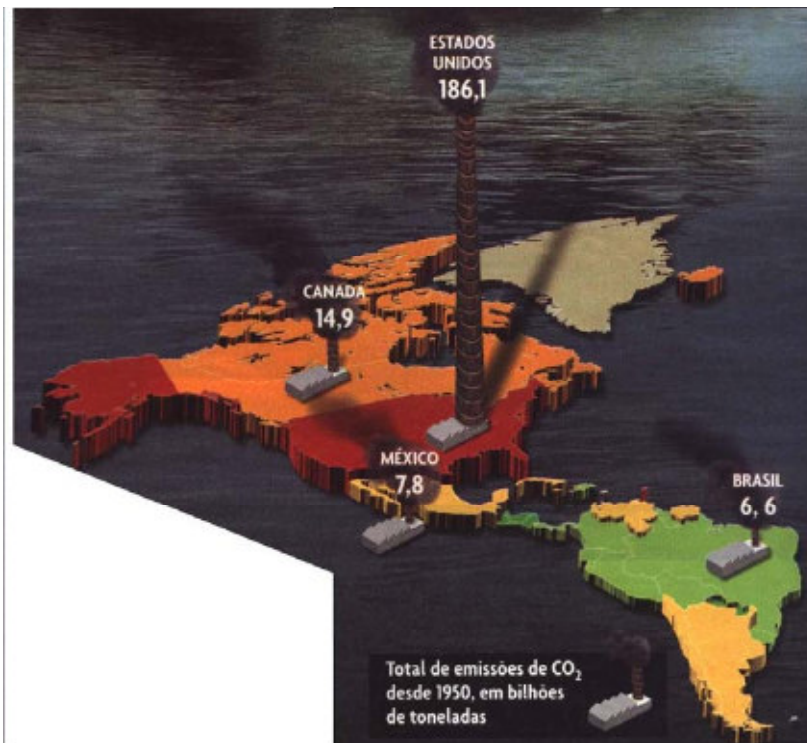 ESTADOS
UNIDOS
186,1
CANADA
14,9
MÉXICO
7,8
BRASIL
6, 6
Total de emissões de CO₂
desde 1950, em bilhões
de toneladas